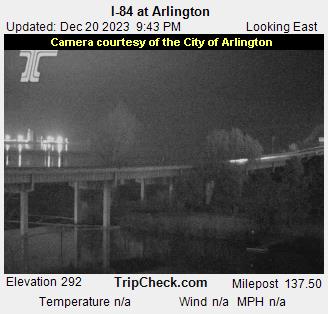 I-84 at Arlington
Updated: Dec 20 2023 9:43 PM Looking East
Camera courtesy of the City of Arlington
Elevation 292 TripCheck.com Milepost 137.50
Temperature n/a Wind n/a MPH n/a